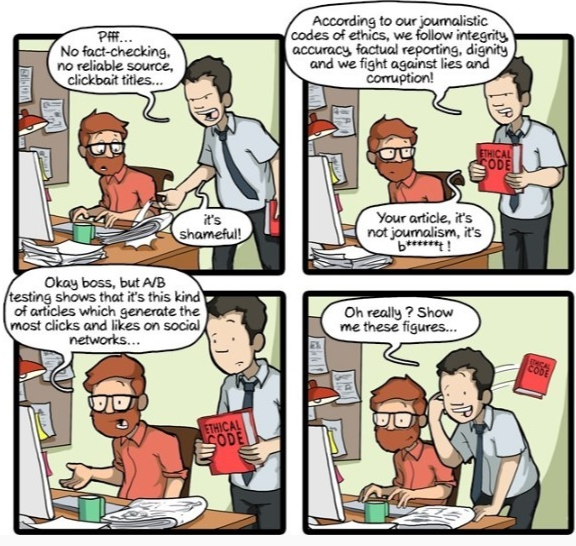 Pfff...
No fact-checking,
no reliable source,
clickbait titles...
it's
shameful!
According to our journalistic
codes of ethics, we follow integrity,
accuracy, factual reporting, dignity
and we fight against lies and
corruption!
ETHICAL
CODE
Your article, it's
not journalism, it's
b******t !
Okay boss, but A/B
testing shows that it's this kind
of articles which generate the
most clicks and likes on social
networks...
ETHICAL
CODE
Oh really ? Show
me these figures...
ETHICAL
CODE